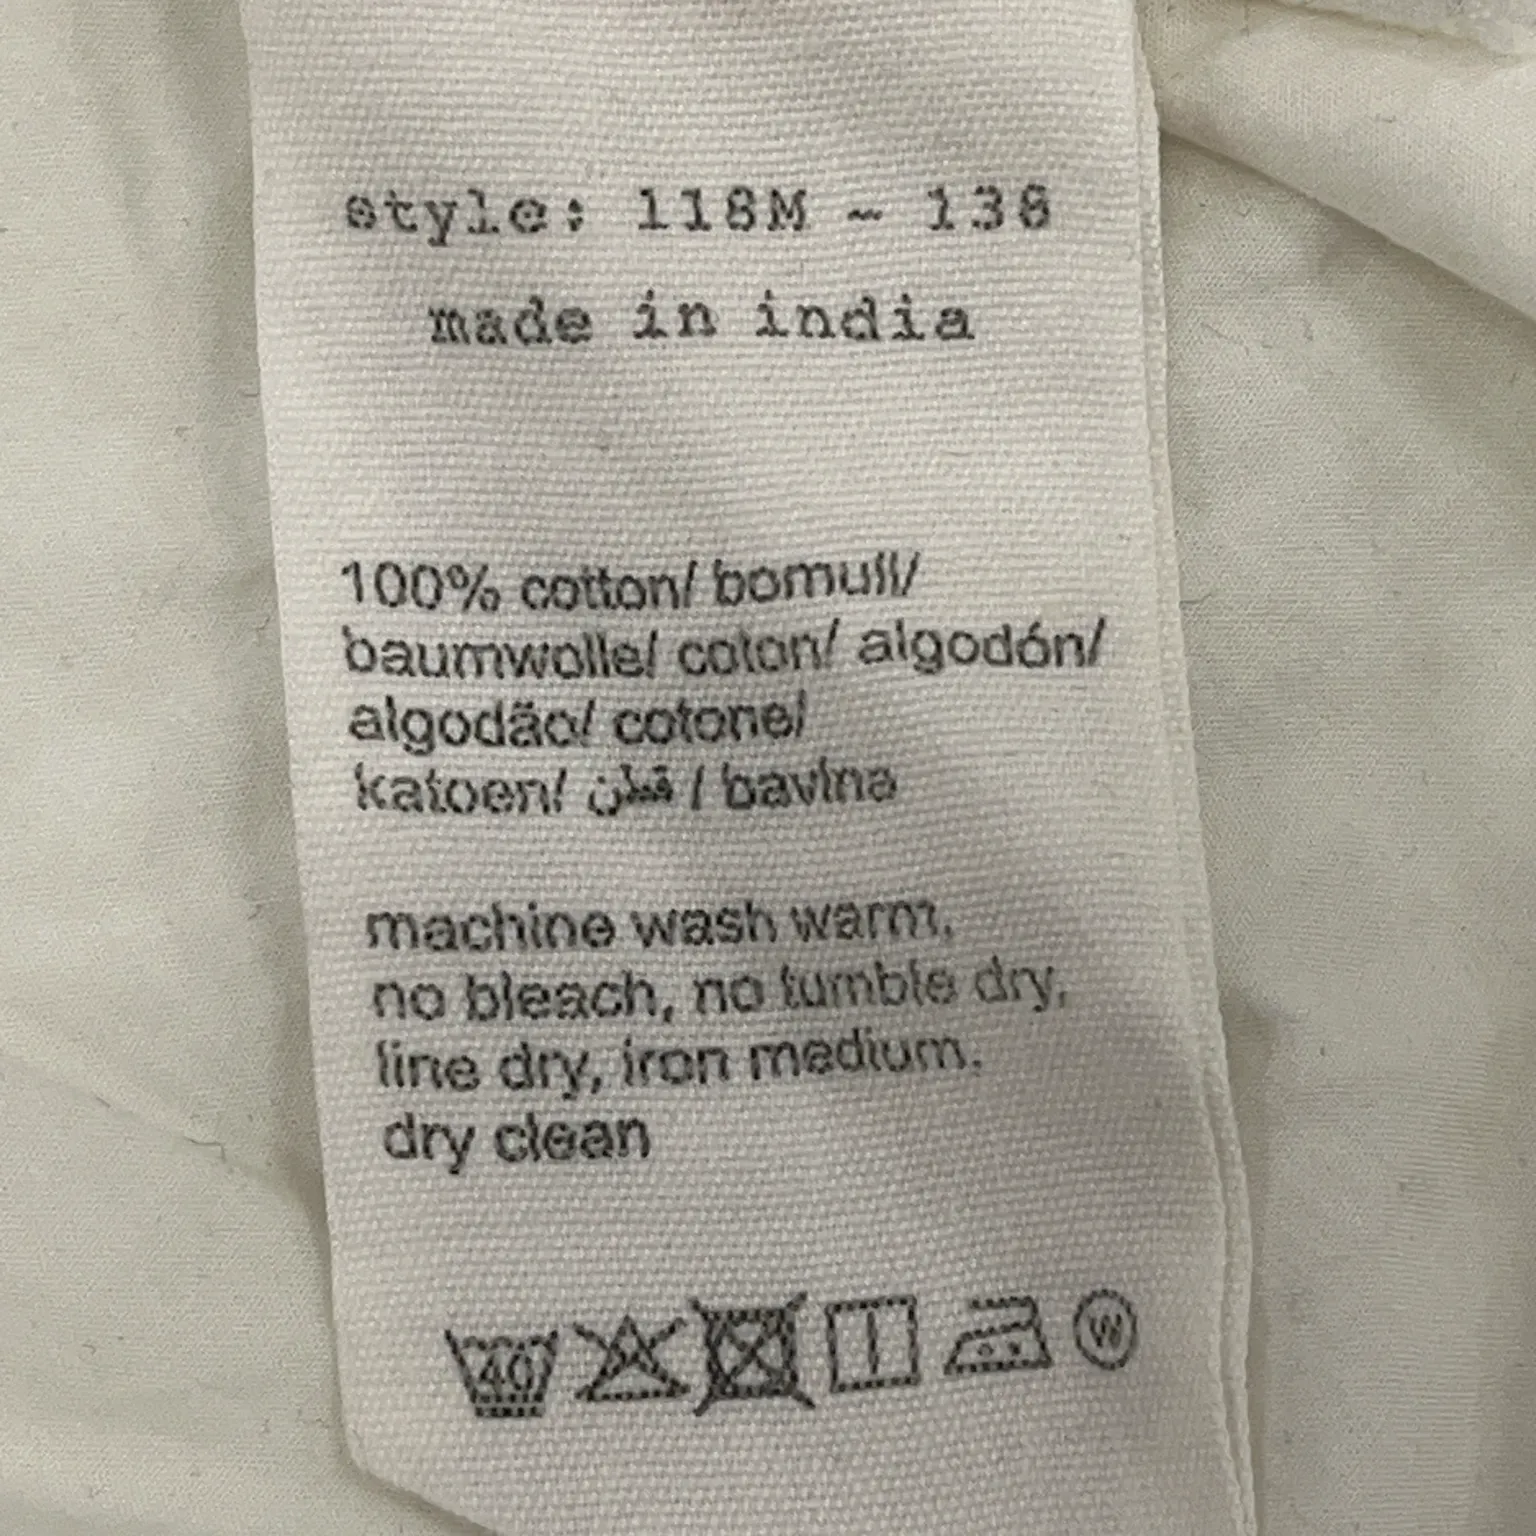 style: 118M - 138
made in india
100% cotton/ bomull/
baumwolle/ coton/ algodón/
algodão/ cotone/
katoen/ قطن / bavlna
machine wash warm,
no bleach, no tumble dry,
line dry, iron medium.
dry clean
40 W